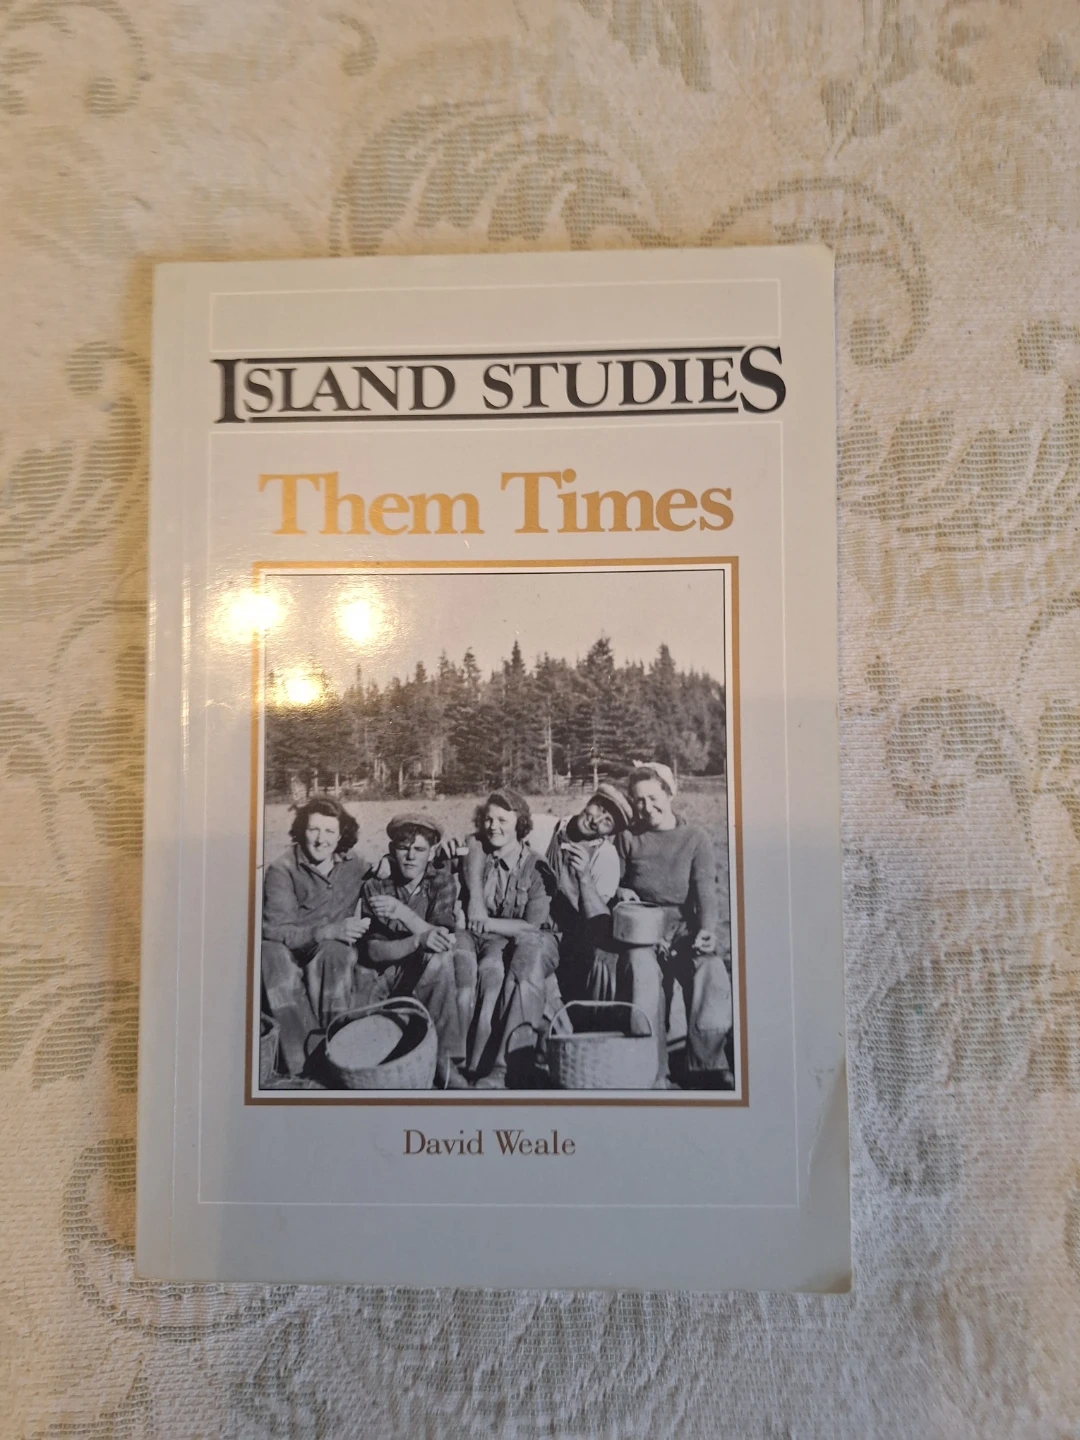 ISLAND STUDIES
Them Times
David Weale